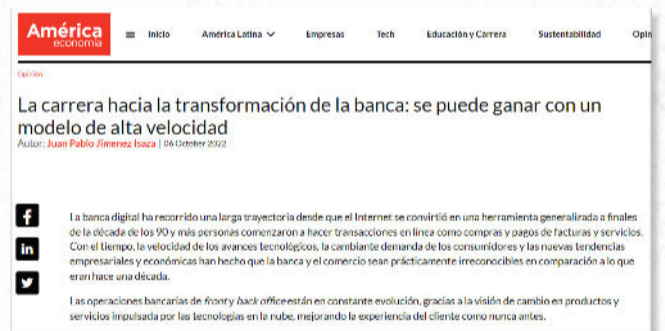 América
economía
Inicio América Latina Empresas Tech Educación y Carrera Sustentabilidad Opin
Opinión
La carrera hacia la transformación de la banca: se puede ganar con un
modelo de alta velocidad
Autor: Juan Pablo Jimenez Isaza | 06 October 2022
f
in
La banca digital ha recorrido una larga trayectoria desde que el Internet se convirtió en una herramienta generalizada a finales
de la década de los 90 y más personas comenzaron a hacer transacciones en línea como compras y pagos de facturas y servicios.
Con el tiempo, la velocidad de los avances tecnológicos, la cambiante demanda de los consumidores y las nuevas tendencias
empresariales y económicas han hecho que la banca y el comercio sean prácticamente irreconocibles en comparación a lo que
eran hace una década.
Las operaciones bancarias de front y back office están en constante evolución, gracias a la visión de cambio en productos y
servicios impulsada por las tecnologías en la nube, mejorando la experiencia del cliente como nunca antes.